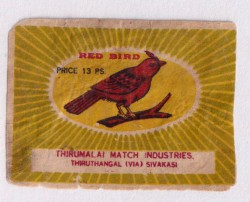 RED BIRD
PRICE 13 PS.
THIRUMALAI MATCH INDUSTRIES,
THIRUTHANGAL (VIA) SIVAKASI